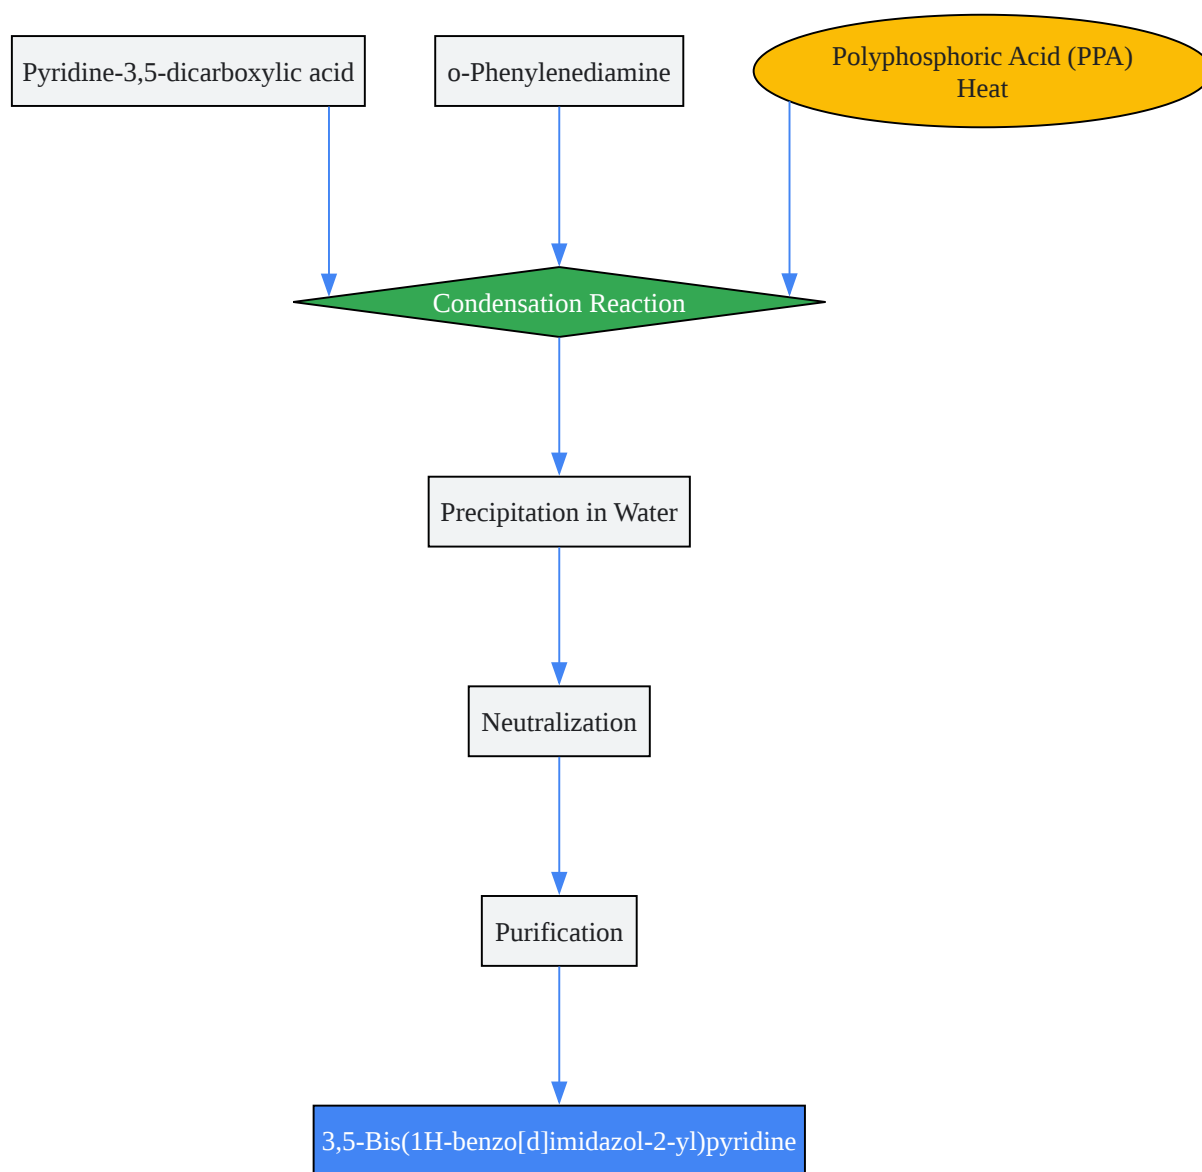 Pyridine-3,5-dicarboxylic acid
o-Phenylenediamine
Polyphosphoric Acid (PPA)
Heat
Condensation Reaction
Precipitation in Water
Neutralization
Purification
3,5-Bis(1H-benzo[d]imidazol-2-yl)pyridine